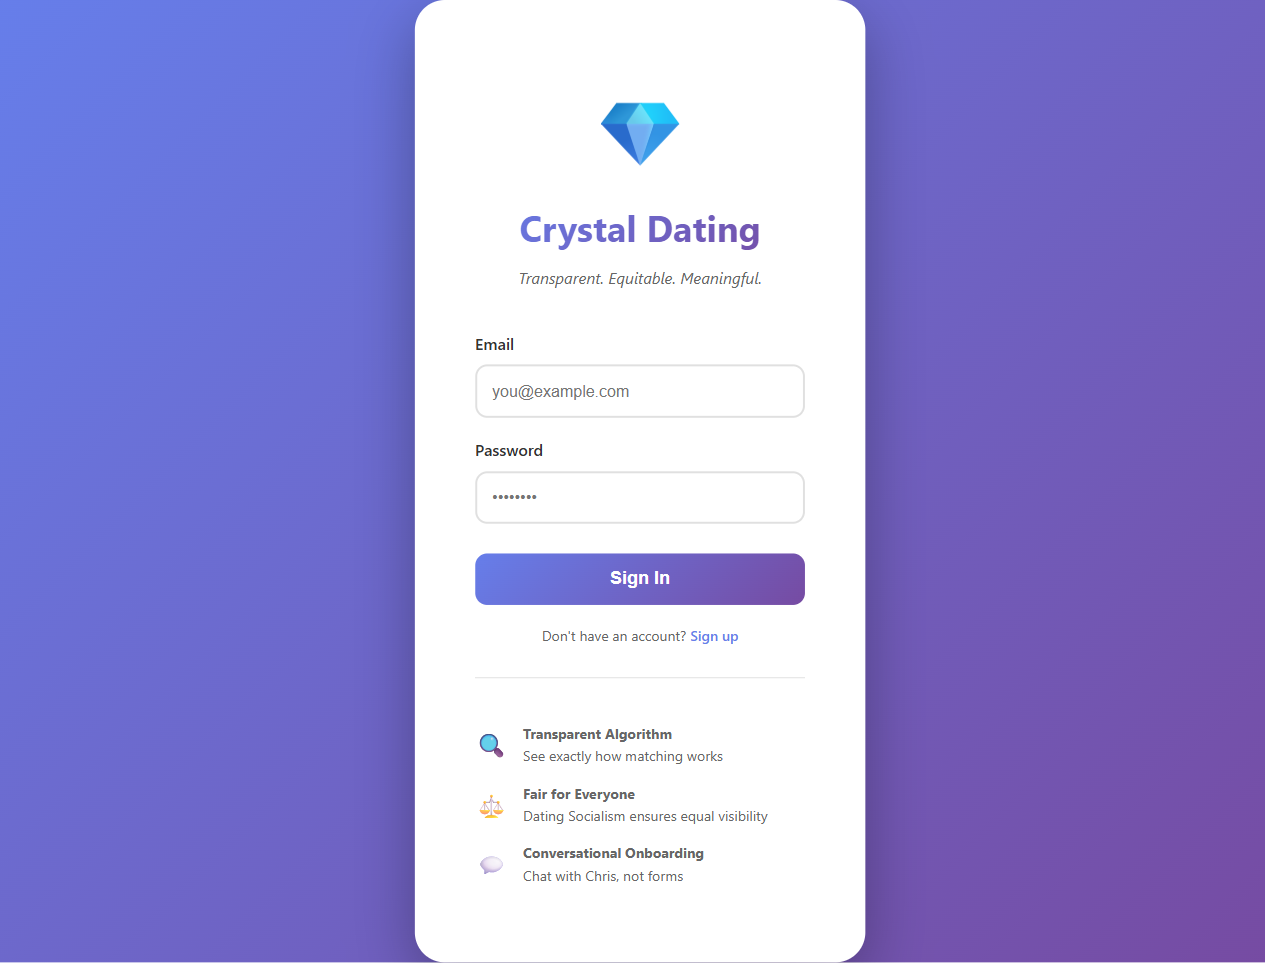 Crystal Dating
Transparent. Equitable. Meaningful.
Email
you@example.com
Password
••••••••
Sign In
Don't have an account? Sign up
Transparent Algorithm
See exactly how matching works
Fair for Everyone
Dating Socialism ensures equal visibility
Conversational Onboarding
Chat with Chris, not forms